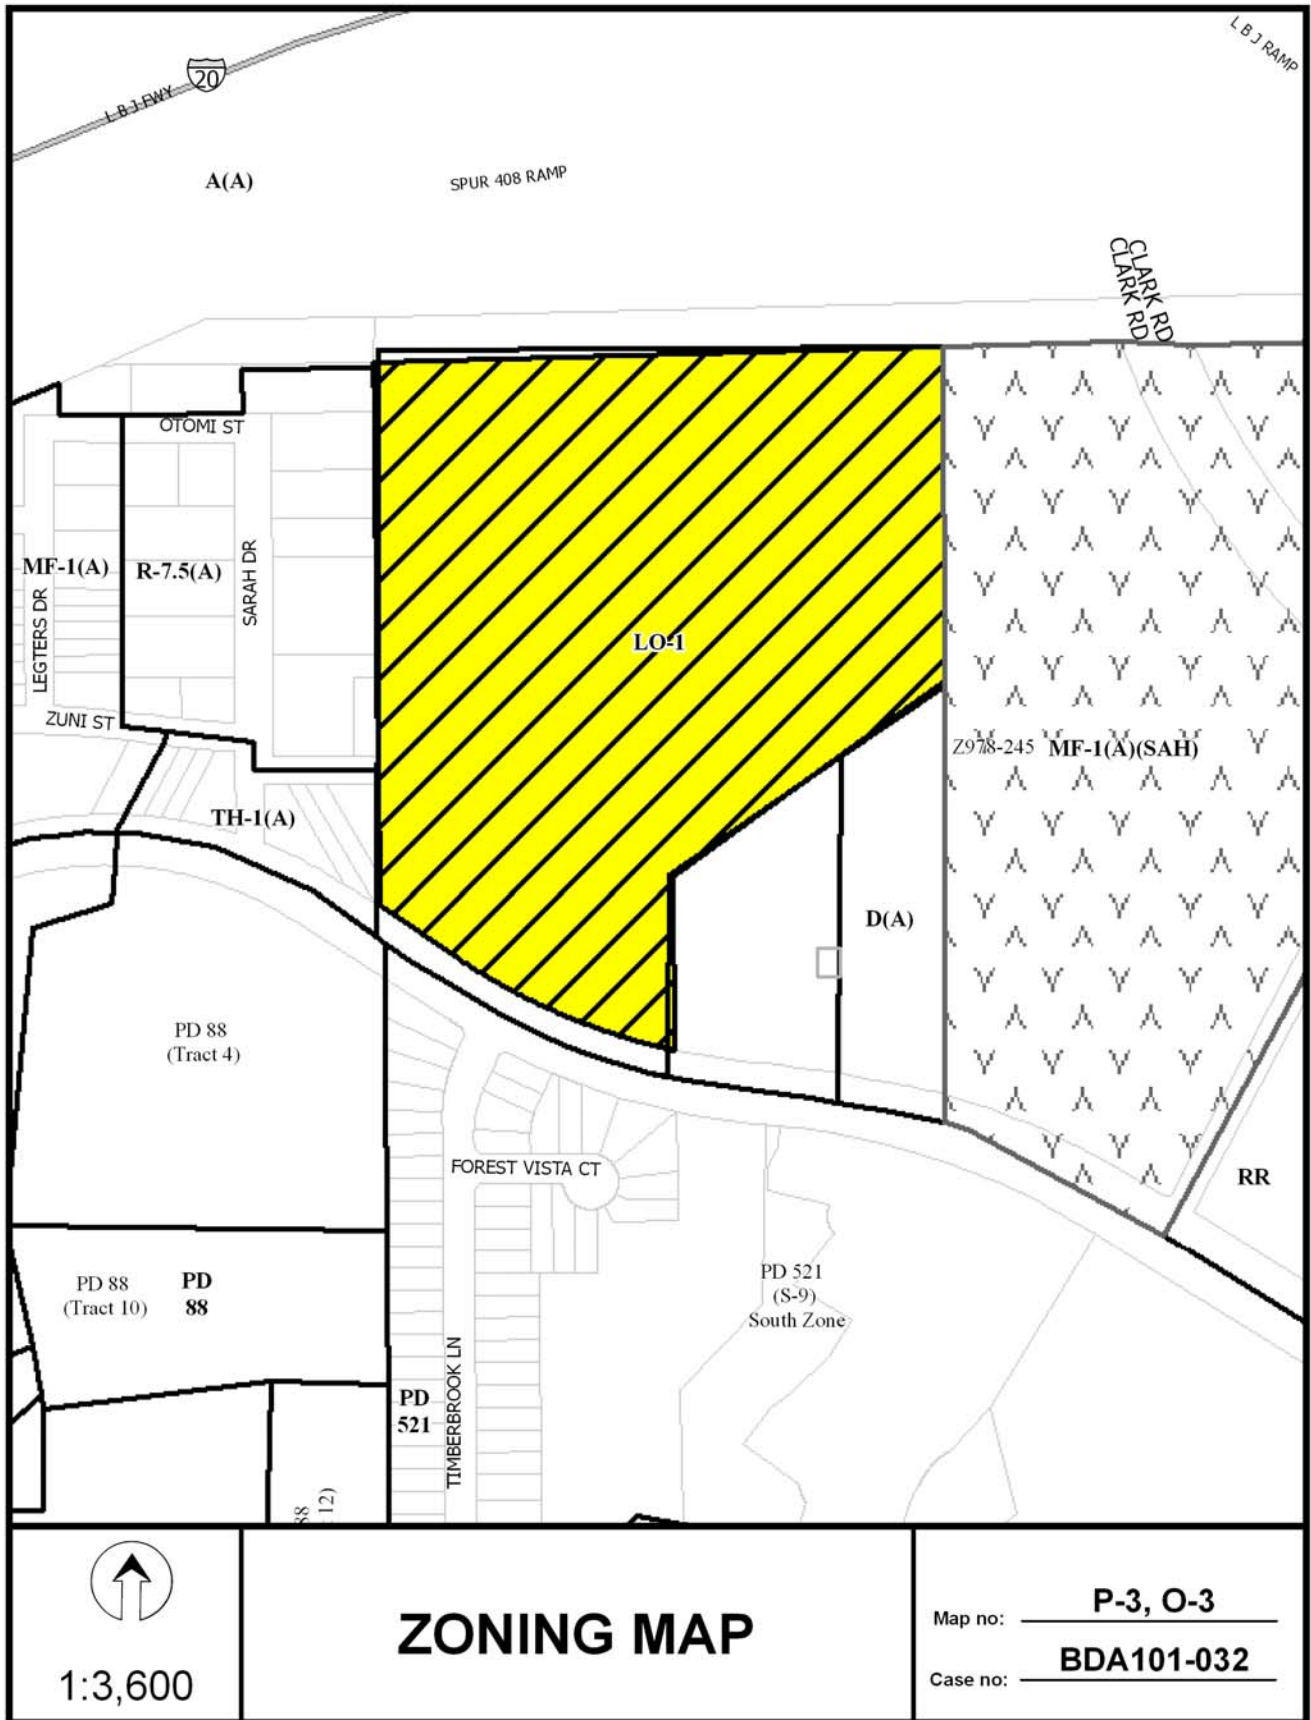 L B J RAMP
20
L B J FWY
A(A)
SPUR 408 RAMP
CLARK RD
CLARK RD
OTOMI ST
MF-1(A)
R-7.5(A)
SARAH DR
LEGTERS DR
LO-1
ZUNI ST
Z978-245
MF-1(A)(SAH)
TH-1(A)
D(A)
PD 88
(Tract 4)
FOREST VISTA CT
RR
PD 88
(Tract 10)
PD
88
PD 521
(S-9)
South Zone
PD
521
TIMBERBROOK LN
88
12)
1:3,600
ZONING MAP
Map no: P-3, O-3
Case no: BDA101-032